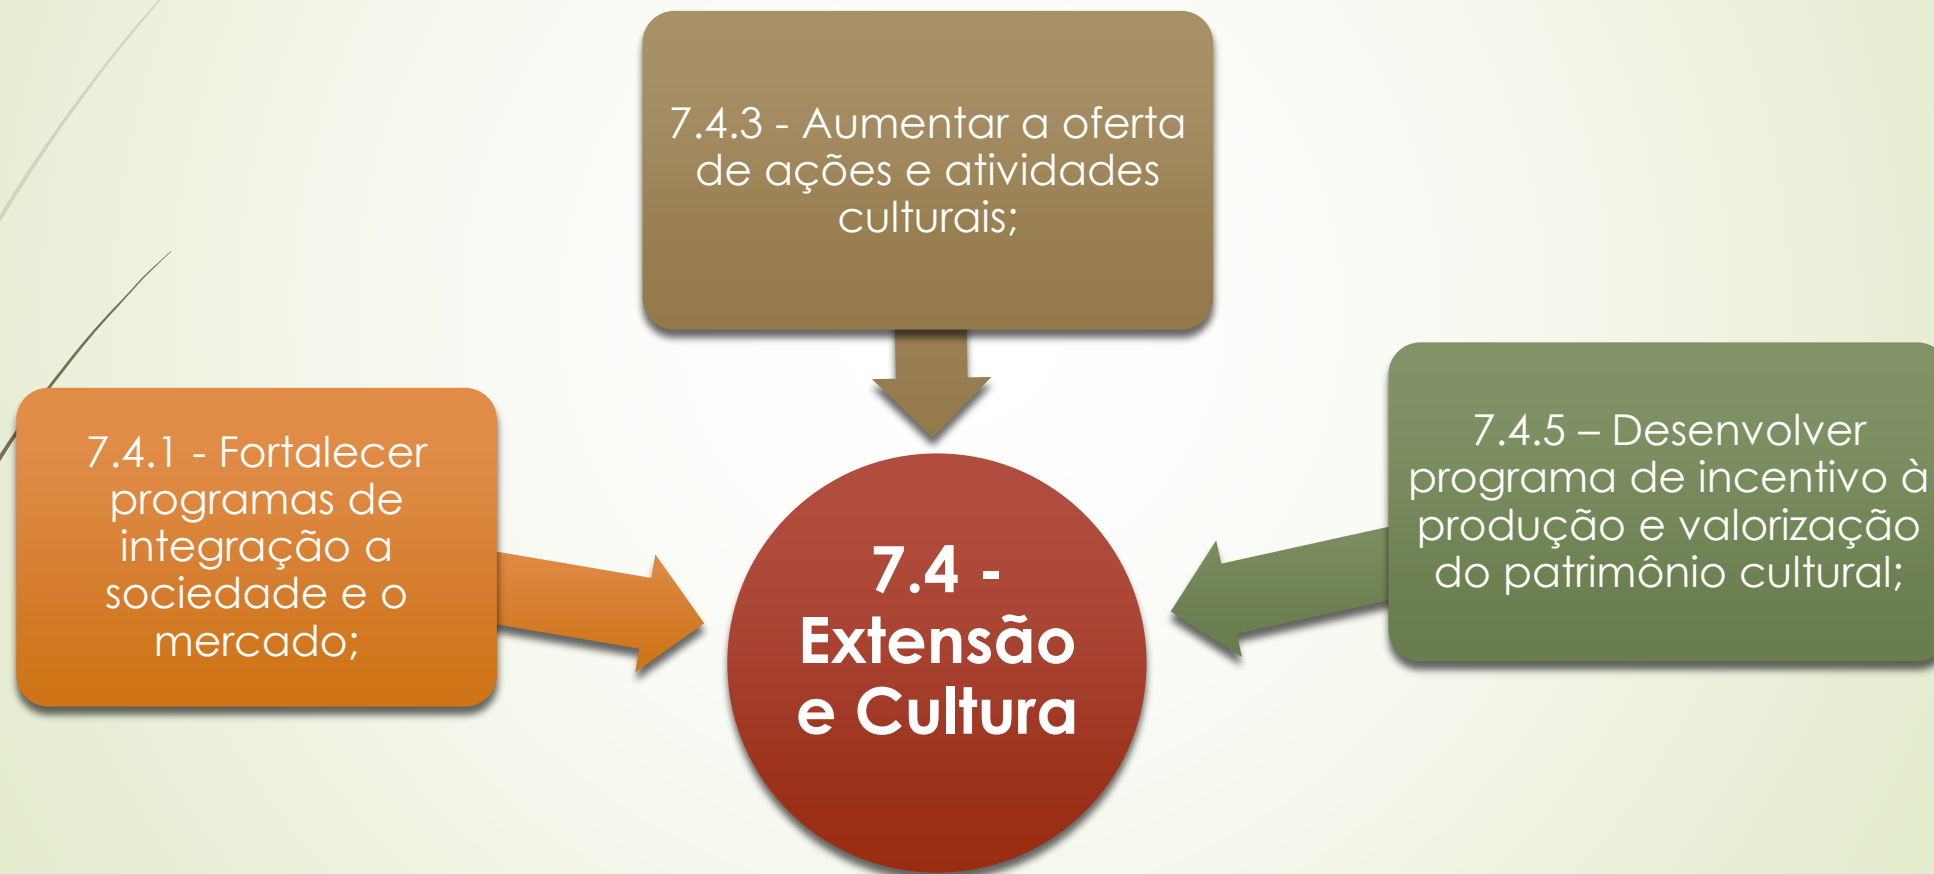 7.4.3 - Aumentar a oferta
de ações e atividades
culturais;
7.4.1 - Fortalecer
programas de
integração a
sociedade e o
mercado;
7.4 -
Extensão
e Cultura
7.4.5 – Desenvolver
programa de incentivo à
produção e valorização
do patrimônio cultural;